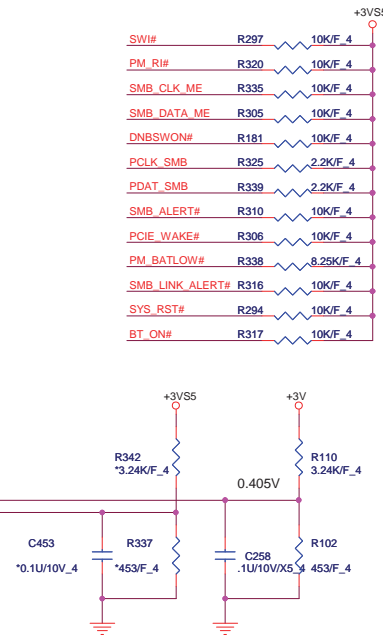 +3VS5
SWI# R297 10K/F_4
PM_RI# R320 10K/F_4
SMB_CLK_ME R335 10K/F_4
SMB_DATA_ME R305 10K/F_4
DNBSWON# R181 10K/F_4
PCLK_SMB R325 2.2K/F_4
PDAT_SMB R339 2.2K/F_4
SMB_ALERT# R310 10K/F_4
PCIE_WAKE# R306 10K/F_4
PM_BATLOW# R338 8.25K/F_4
SMB_LINK_ALERT# R316 10K/F_4
SYS_RST# R294 10K/F_4
BT_ON# R317 10K/F_4
+3VS5 +3V
R342 R110
*3.24K/F_4 3.24K/F_4
0.405V
C453 R337 C258 R102
*0.1U/10V_4 *453/F_4 .1U/10V/X5_4 453/F_4